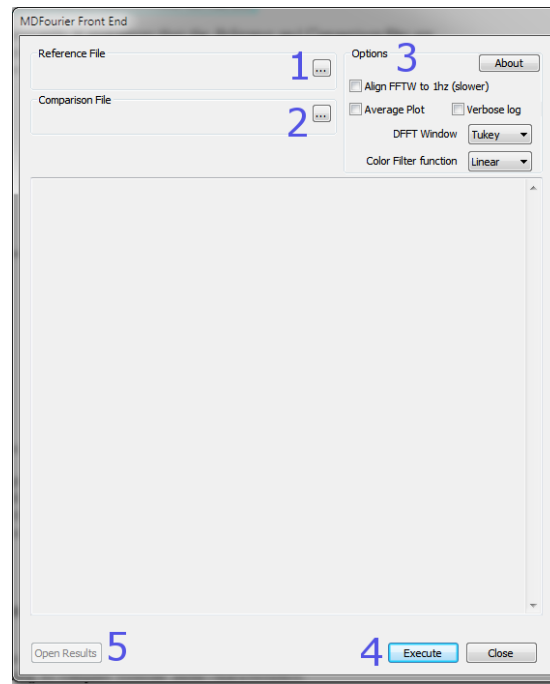 MDFourier Front End
Reference File
1
...
Comparison File
2
...
Options
3
About
Align FFTW to 1hz (slower)
Average Plot
Verbose log
DFFT Window
Tukey
Color Filter function
Linear
Open Results
5
4
Execute
Close